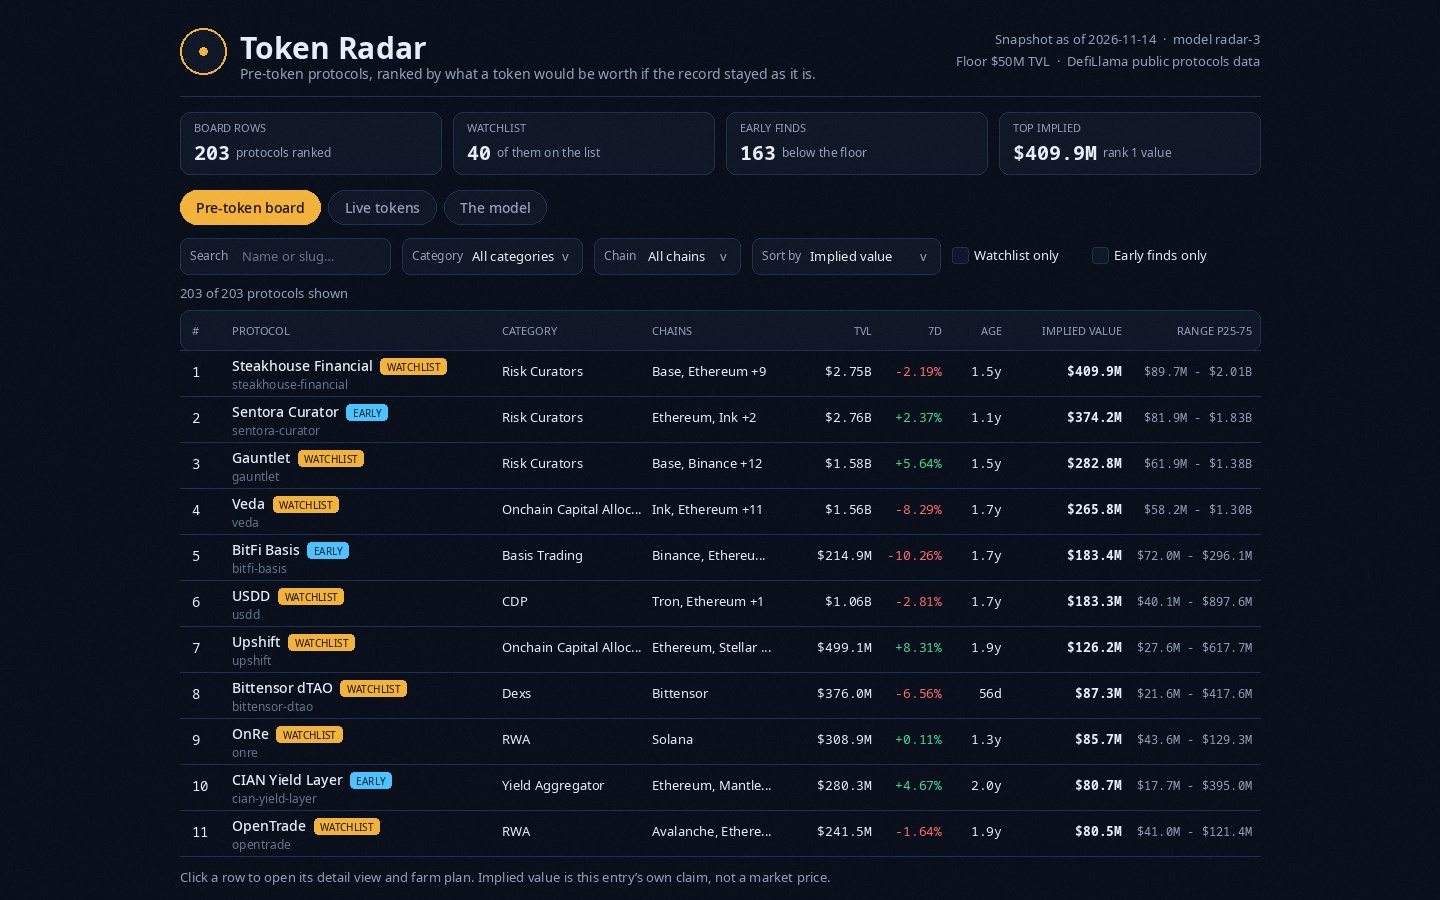 Token Radar
Pre-token protocols, ranked by what a token would be worth if the record stayed as it is.
Snapshot as of 2026-11-14 · model radar-3
Floor $50M TVL · DefiLlama public protocols data
BOARD ROWS
203 protocols ranked
WATCHLIST
40 of them on the list
EARLY FINDS
163 below the floor
TOP IMPLIED
$409.9M rank 1 value
Pre-token board Live tokens The model
Search Name or slug... Category All categories v Chain All chains v Sort by Implied value v Watchlist only Early finds only
203 of 203 protocols shown
# PROTOCOL CATEGORY CHAINS TVL 7D AGE IMPLIED VALUE RANGE P25-75
1 Steakhouse Financial WATCHLIST Risk Curators Base, Ethereum +9 $2.75B -2.19% 1.5y $409.9M $89.7M - $2.01B
steakhouse-financial
2 Sentora Curator EARLY Risk Curators Ethereum, Ink +2 $2.76B +2.37% 1.1y $374.2M $81.9M - $1.83B
sentora-curator
3 Gauntlet WATCHLIST Risk Curators Base, Binance +12 $1.58B +5.64% 1.5y $282.8M $61.9M - $1.38B
gauntlet
4 Veda WATCHLIST Onchain Capital Alloc... Ink, Ethereum +11 $1.56B -8.29% 1.7y $265.8M $58.2M - $1.30B
veda
5 BitFi Basis EARLY Basis Trading Binance, Ethereu... $214.9M -10.26% 1.7y $183.4M $72.0M - $296.1M
bitfi-basis
6 USDD WATCHLIST CDP Tron, Ethereum +1 $1.06B -2.81% 1.7y $183.3M $40.1M - $897.6M
usdd
7 Upshift WATCHLIST Onchain Capital Alloc... Ethereum, Stellar ... $499.1M +8.31% 1.9y $126.2M $27.6M - $617.7M
upshift
8 Bittensor dTAO WATCHLIST Dexs Bittensor $376.0M -6.56% 56d $87.3M $21.6M - $417.6M
bittensor-dtao
9 OnRe WATCHLIST RWA Solana $308.9M +0.11% 1.3y $85.7M $43.6M - $129.3M
onre
10 CIAN Yield Layer EARLY Yield Aggregator Ethereum, Mantle... $280.3M +4.67% 2.0y $80.7M $17.7M - $395.0M
cian-yield-layer
11 OpenTrade WATCHLIST RWA Avalanche, Ethere... $241.5M -1.64% 1.9y $80.5M $41.0M - $121.4M
opentrade
Click a row to open its detail view and farm plan. Implied value is this entry's own claim, not a market price.